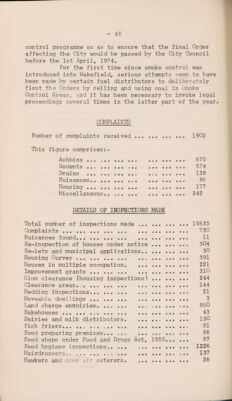 - 48
control programme so as to ensure that the final Order
affecting the City would be passed by the City Council
before the 1st April, 1974.
For the first time since smoke control was
introduced into Wakefield, serious attempts seem to have
been made by certain fuel distributors to deliberately
flout the Orders by selling and using coal in Smoke
Control Areas, and it has been necessary to invoke legal
proceedings several times in the latter part of the year.
COMPLAINTS
Number of complaints received ... ... ... ... 1902
This figure comprises:-
Ashbins ... ... ... ... ... ... 675
Rodents ... ... ... ... ... ... 574
Drains ... ... ... ... ... ... 138
Nuisances... ... ... ... ... ... 96
Housing ... ... ... ... ... ... 177
Miscellaneous... ... ... ... ... 242
DETAILS OF INSPECTIONS MADE
Total number of inspections made ... ... ... ... 15635
Complaints ... ... ... ... ... ... 730
Nuisances found... ... ... ... ... ... 11
Re-inspection of houses under notice ... ... ... 304
Re-lets and municipal applications. ... ... ... 50
Housing Survey ... ... ... ... ... ... 391
Houses in multiple occupation. ... ... ... ... 221
Improvement grants ... ... ... ... ... 310
Slum clearance (housing inspections) ... ... ... 244
Clearance areas. ... ... ... ... ... 144
Bedding inspections... ... ... ... ... 21
Moveable dwellings ... ... ... ... ... 4
Land charge enquiries. ... ... ... ... 960
Bakehouses ... ... ... ... ... ... 43
Dairies and milk distributors. ... ... ... ... 130
Fish friers... ... ... ... ... ... 61
Food preparing premises... ... ... ... ... 86
Food shops under Food and Drugs Act, 1955... ... 87
Food hygiene inspections.. ... ... ... ... 1226
Hairdressers... ... ... ... ... ... 137
Hawkers and open air caterers. ... ... ... 26